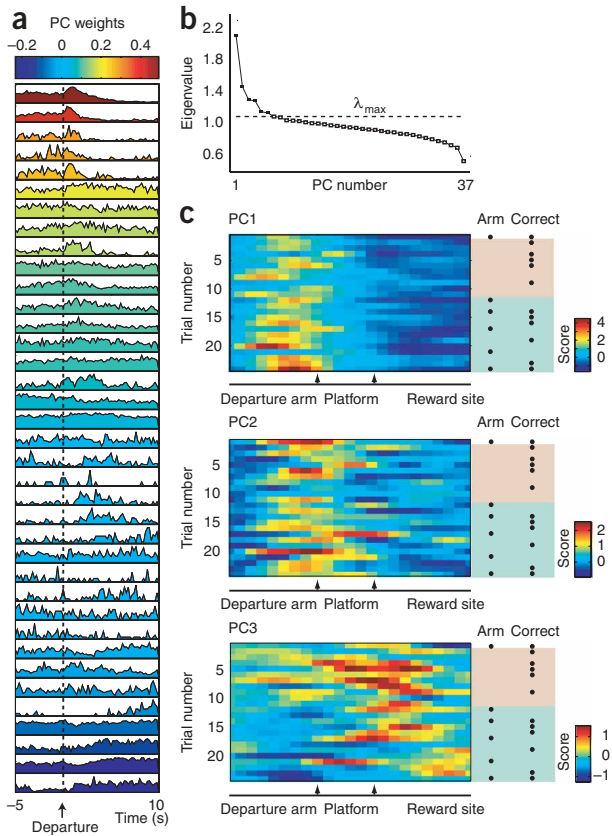 a
PC weights
−0.2 0 0.2 0.4
−5 10
Time (s)
Departure
b
Eigenvalue
2.2
1.8
1.4
1.0
0.6
λmax
1 37
PC number
c
PC1
Arm Correct
Trial number
5
10
15
20
Score
4
2
0
Departure arm Platform Reward site
PC2
Arm Correct
Trial number
5
10
15
20
Score
2
1
0
Departure arm Platform Reward site
PC3
Arm Correct
Trial number
5
10
15
20
Score
1
0
−1
Departure arm Platform Reward site